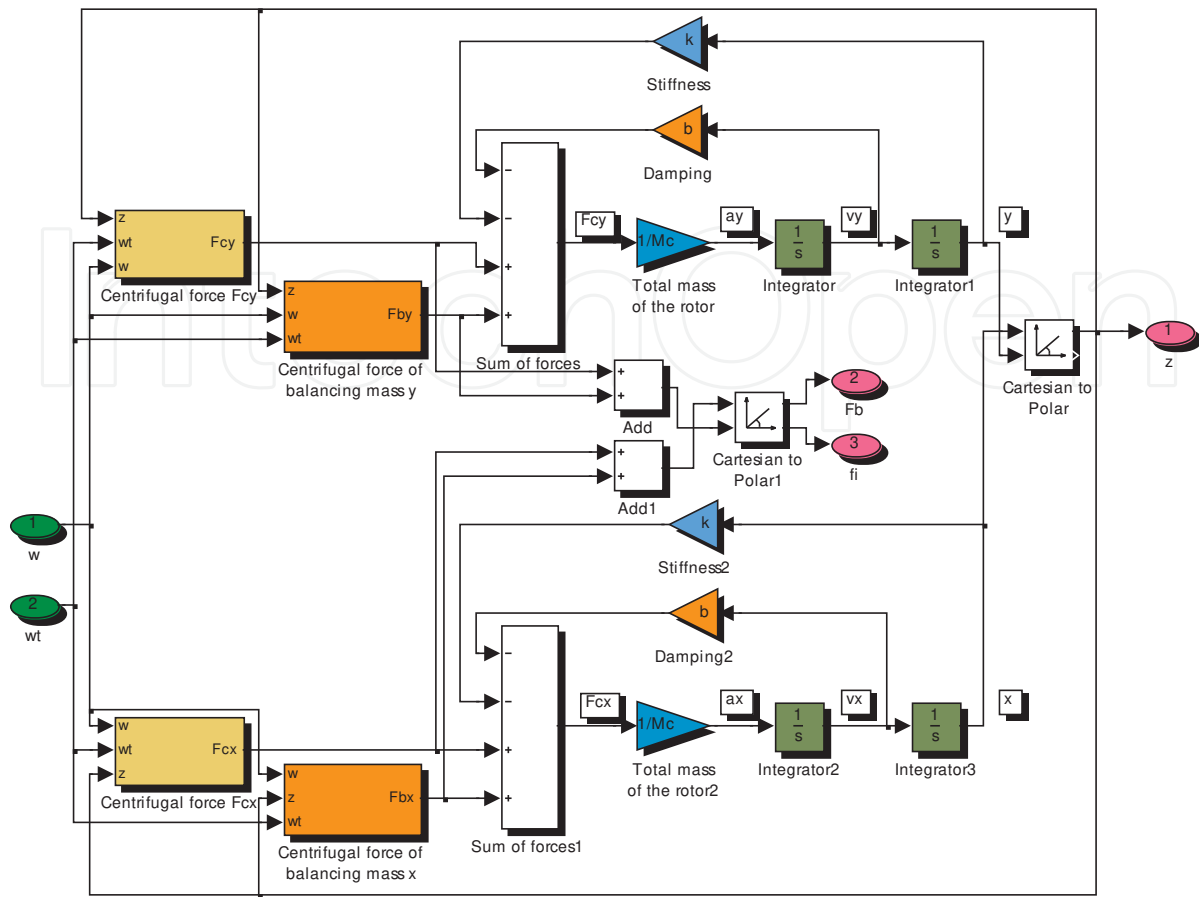 k
Stiffness
b
Damping
z
wt
w
Fcy
Centrifugal force Fcy
z
w
wt
Fby
Centrifugal force of
balancing mass y
−
−
+
+
Sum of forces
Fcy
1/Mc
Total mass
of the rotor
ay
1
s
Integrator
vy
1
s
Integrator1
y
Cartesian to
Polar
1
z
+
+
Add
+
+
Add1
Cartesian to
Polar1
2
Fb
3
fi
1
w
2
wt
k
Stiffness2
b
Damping2
w
wt
z
Fcx
Centrifugal force Fcx
w
z
wt
Fbx
Centrifugal force of
balancing mass x
−
−
+
+
Sum of forces1
Fcx
1/Mc
Total mass
of the rotor2
ax
1
s
Integrator2
vx
1
s
Integrator3
x
IntechOpen